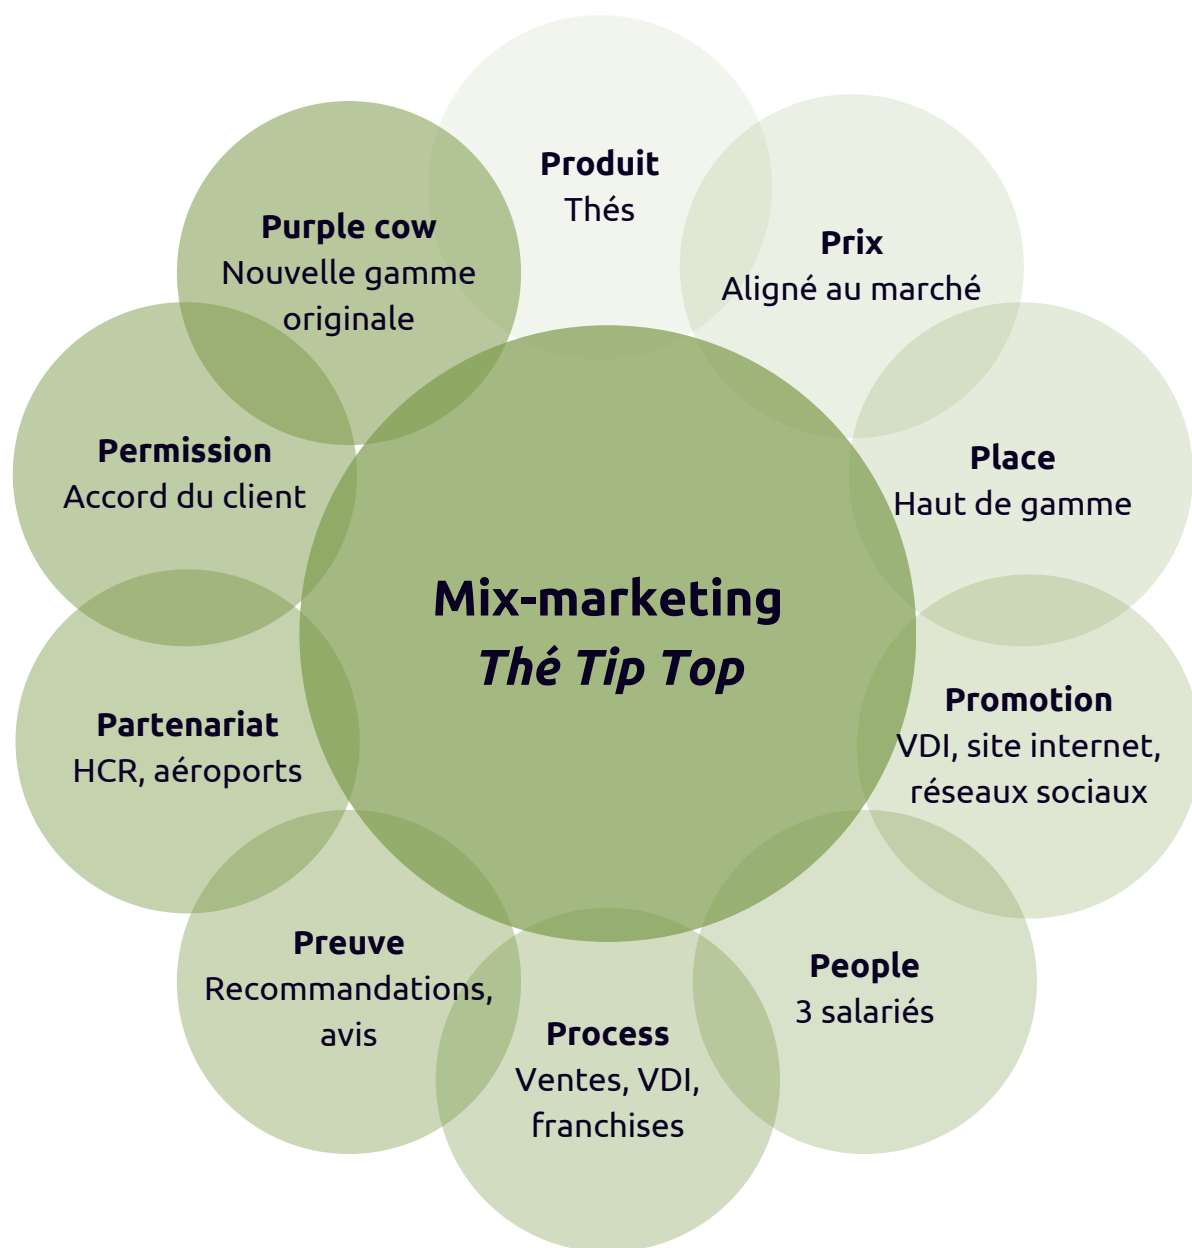 Mix-marketing
Thé Tip Top
Produit
Thés
Prix
Aligné au marché
Place
Haut de gamme
Promotion
VDI, site internet,
réseaux sociaux
People
3 salariés
Process
Ventes, VDI,
franchises
Preuve
Recommandations,
avis
Partenariat
HCR, aéroports
Permission
Accord du client
Purple cow
Nouvelle gamme
originale